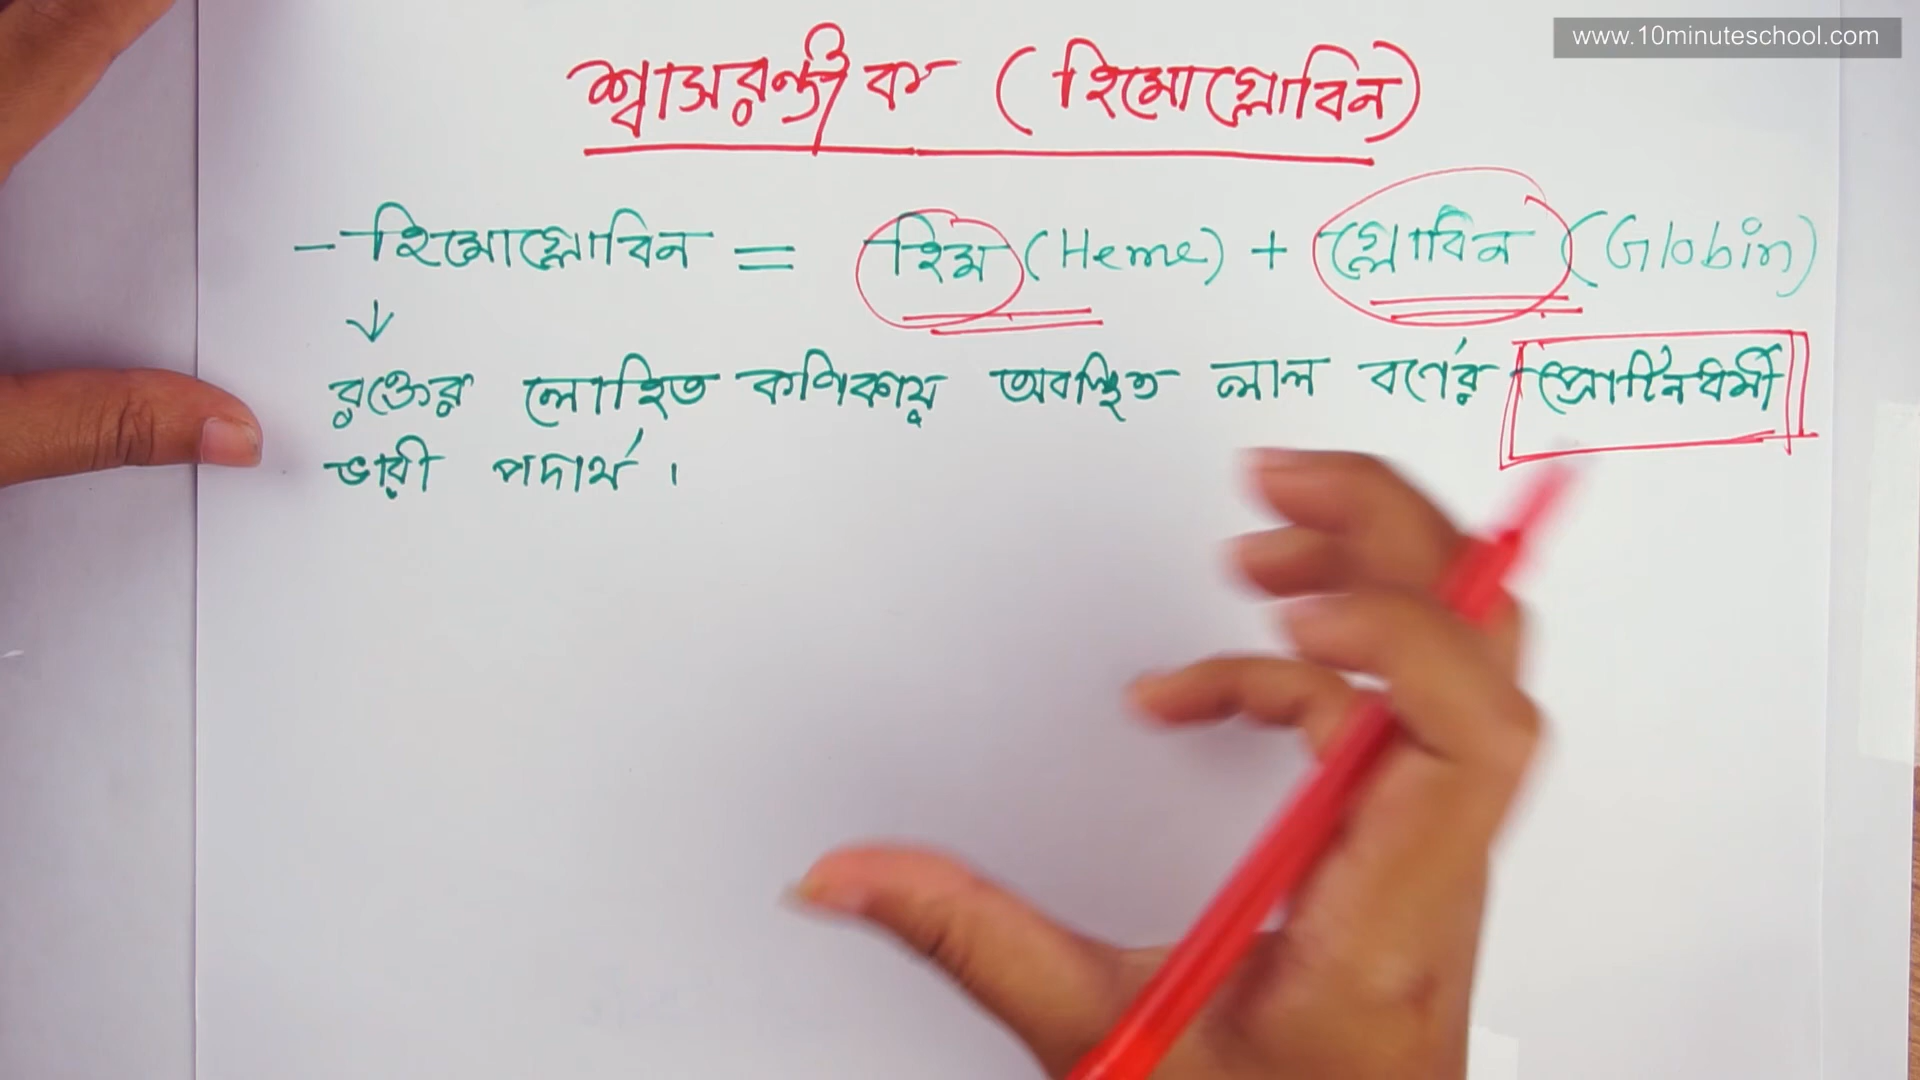 www.10minuteschool.com
শ্বাসরঞ্জক (হিমোগ্লোবিন)
- হিমোগ্লোবিন = হিম (Heme) + গ্লোবিন (Globin)
↓
রক্তের লোহিত কণিকায় অবস্থিত লাল বর্ণের প্রোটিনধর্মী
ভারী পদার্থ।